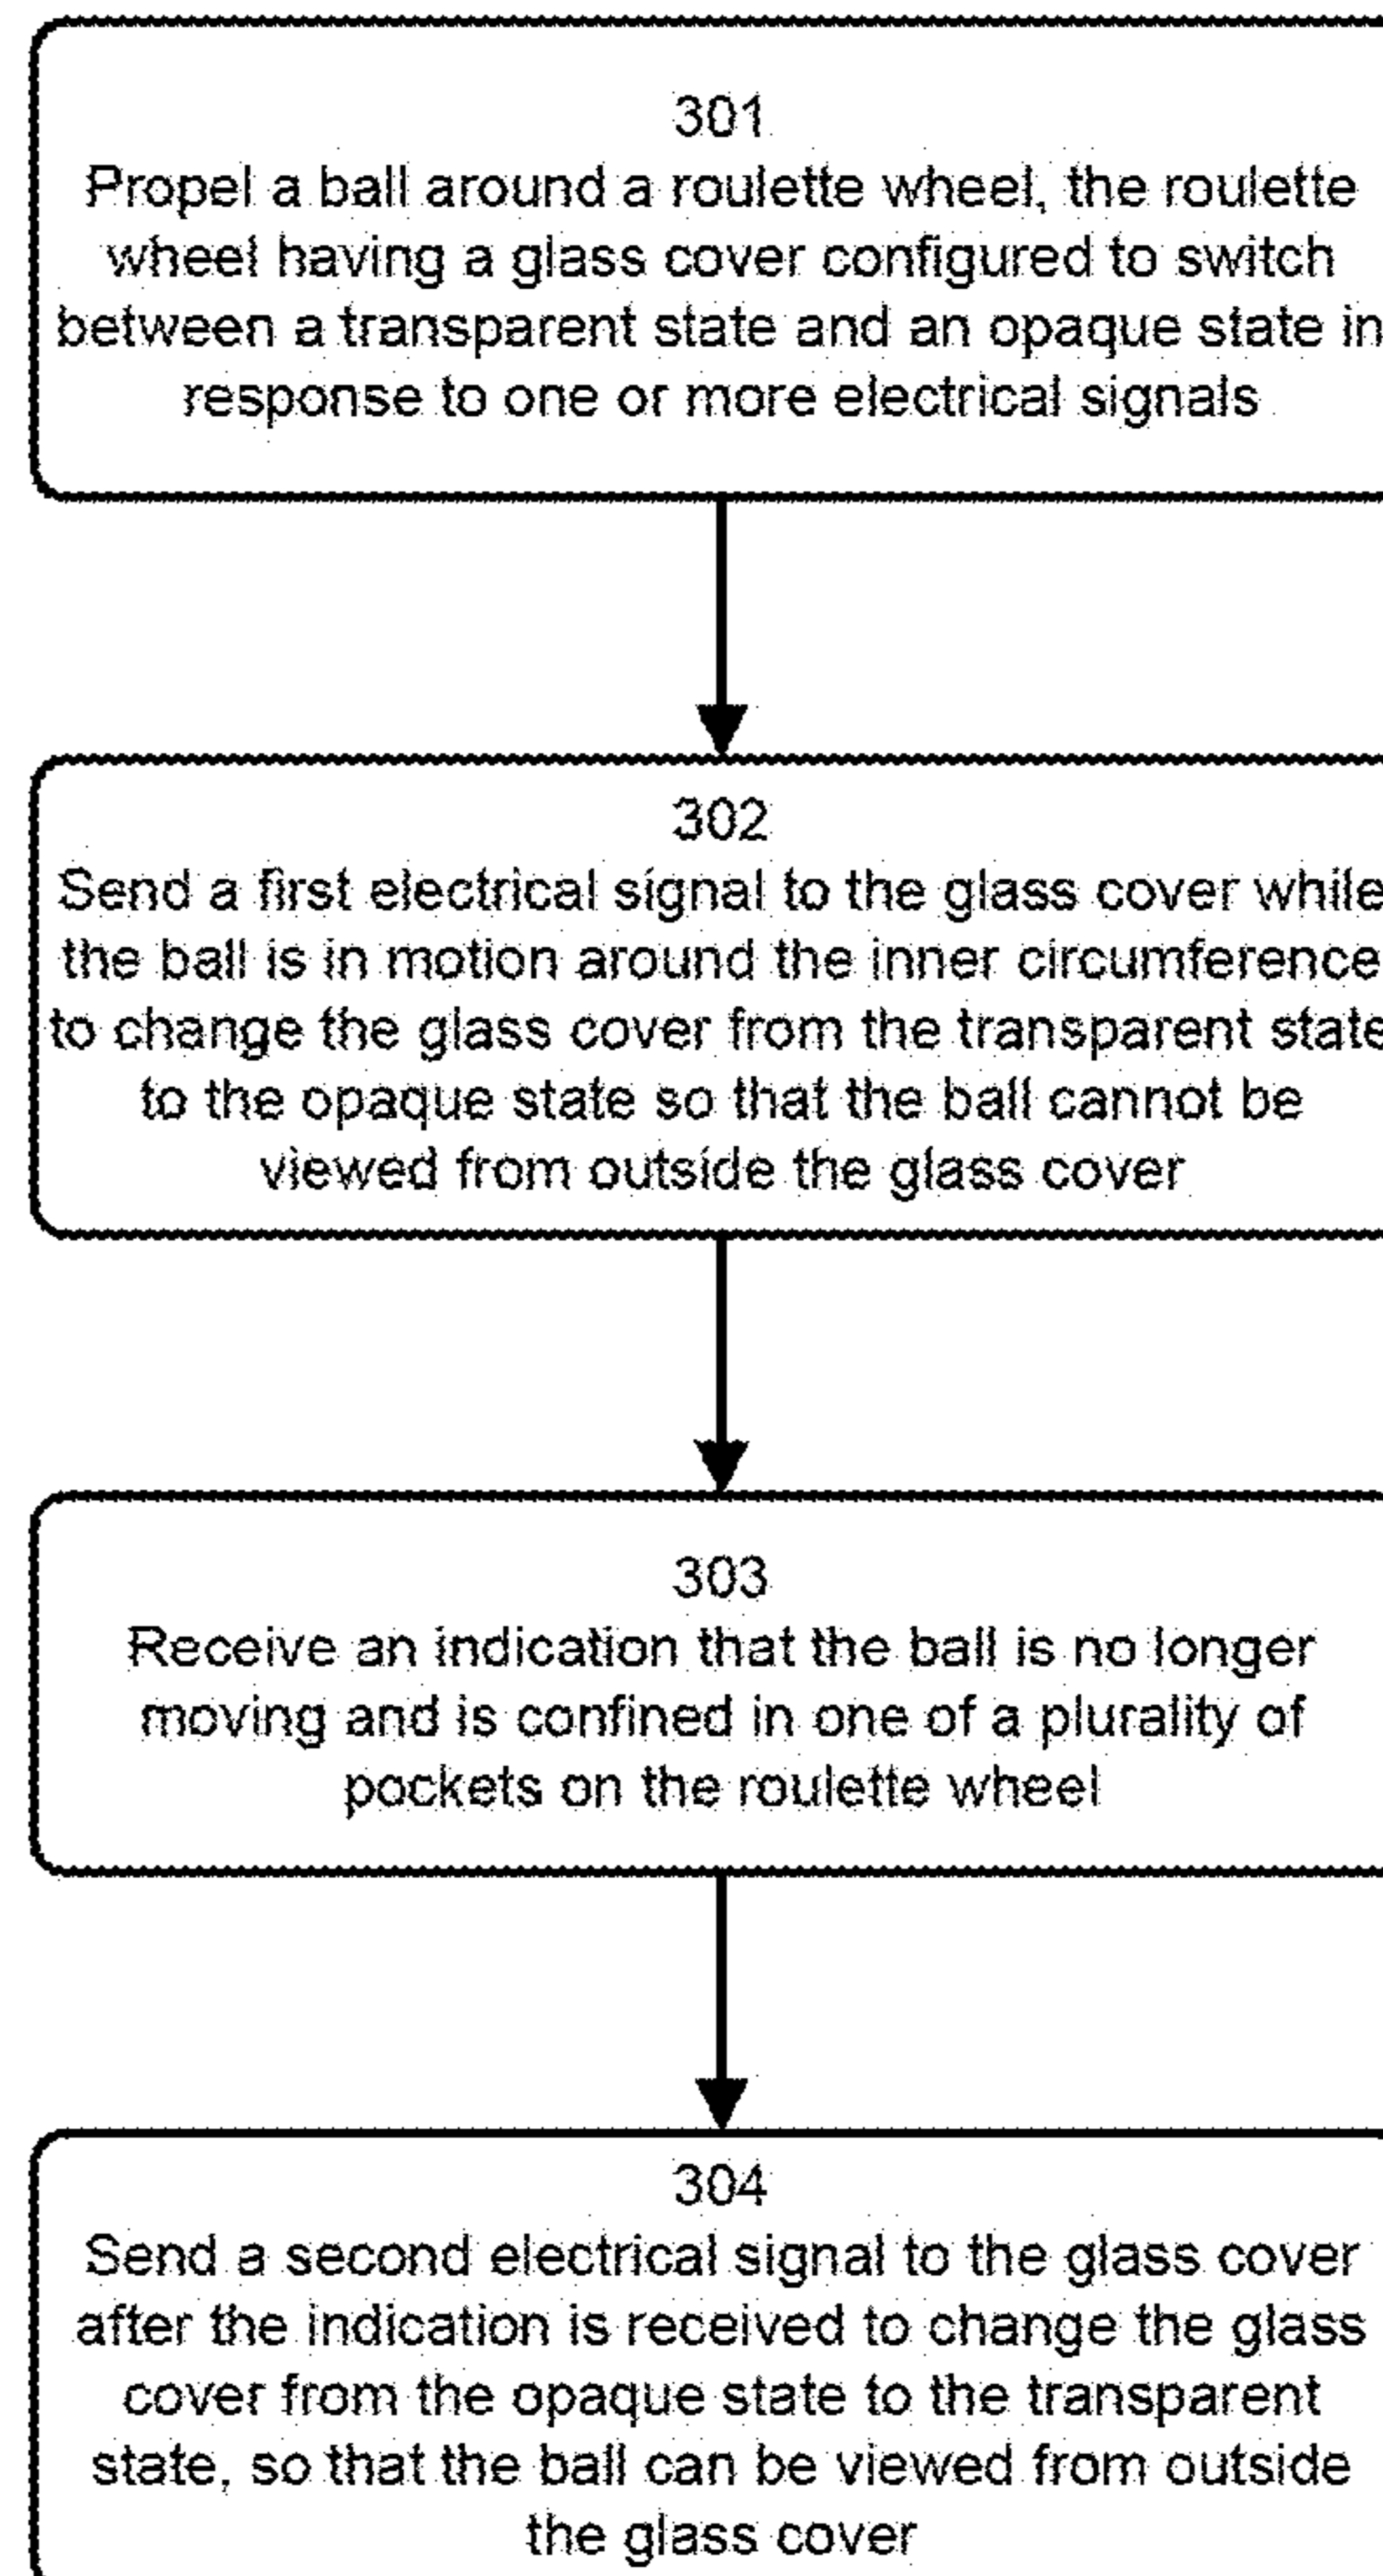 301
Propel a ball around a roulette wheel, the roulette
wheel having a glass cover configured to switch
between a transparent state and an opaque state in
response to one or more electrical signals
302
Send a first electrical signal to the glass cover while
the ball is in motion around the inner circumference
to change the glass cover from the transparent state
to the opaque state so that the ball cannot be
viewed from outside the glass cover
303
Receive an indication that the ball is no longer
moving and is confined in one of a plurality of
pockets on the roulette wheel
304
Send a second electrical signal to the glass cover
after the indication is received to change the glass
cover from the opaque state to the transparent
state, so that the ball can be viewed from outside
the glass cover